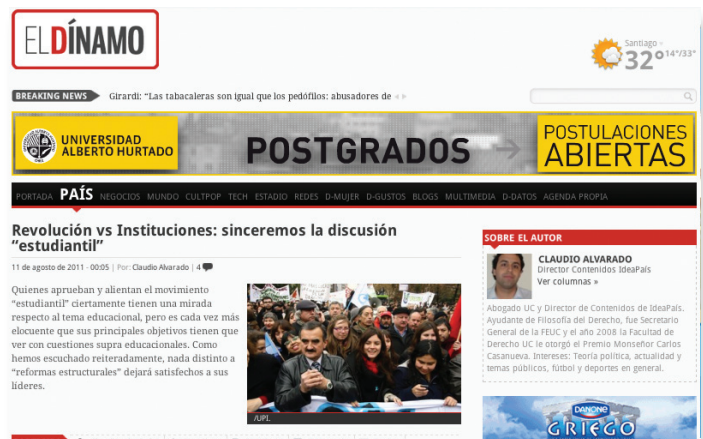 EL DÍNAMO
Santiago
32° 14°/33°
BREAKING NEWS Girardi: “Las tabacaleras son igual que los pedófilos: abusadores de
UNIVERSIDAD
ALBERTO HURTADO
POSTGRADOS
POSTULACIONES
ABIERTAS
PORTADA PAÍS NEGOCIOS MUNDO CULTPOP TECH ESTADIO REDES D-MUJER D-GUSTOS BLOGS MULTIMEDIA D-DATOS AGENDA PROPIA
Revolución vs Instituciones: sinceremos la discusión
“estudiantil”
11 de agosto de 2011 - 00:05 | Por: Claudio Alvarado | 4
Quienes aprueban y alientan el movimiento
“estudiantil” ciertamente tienen una mirada
respecto al tema educacional, pero es cada vez más
elocuente que sus principales objetivos tienen que
ver con cuestiones supra educacionales. Como
hemos escuchado reiteradamente, nada distinto a
“reformas estructurales” dejará satisfechos a sus
líderes.
/UPI.
SOBRE EL AUTOR
CLAUDIO ALVARADO
Director Contenidos IdeaPaís
Ver columnas »
Abogado UC y Director de Contenidos de IdeaPaís.
Ayudante de Filosofía del Derecho, fue Secretario
General de la FEUC y el año 2008 la Facultad de
Derecho UC le otorgó el Premio Monseñor Carlos
Casanueva. Intereses: Teoría política, actualidad y
temas públicos, fútbol y deportes en general.
DANONE
GRIEGO